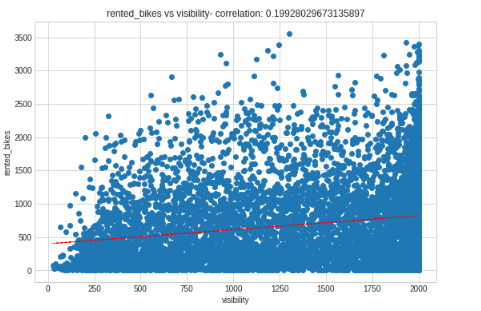 rented_bikes vs visibility- correlation: 0.19928029673135897
3500
3000
2500
2000
1500
1000
500
0
rented_bikes
0 250 500 750 1000 1250 1500 1750 2000
visibility